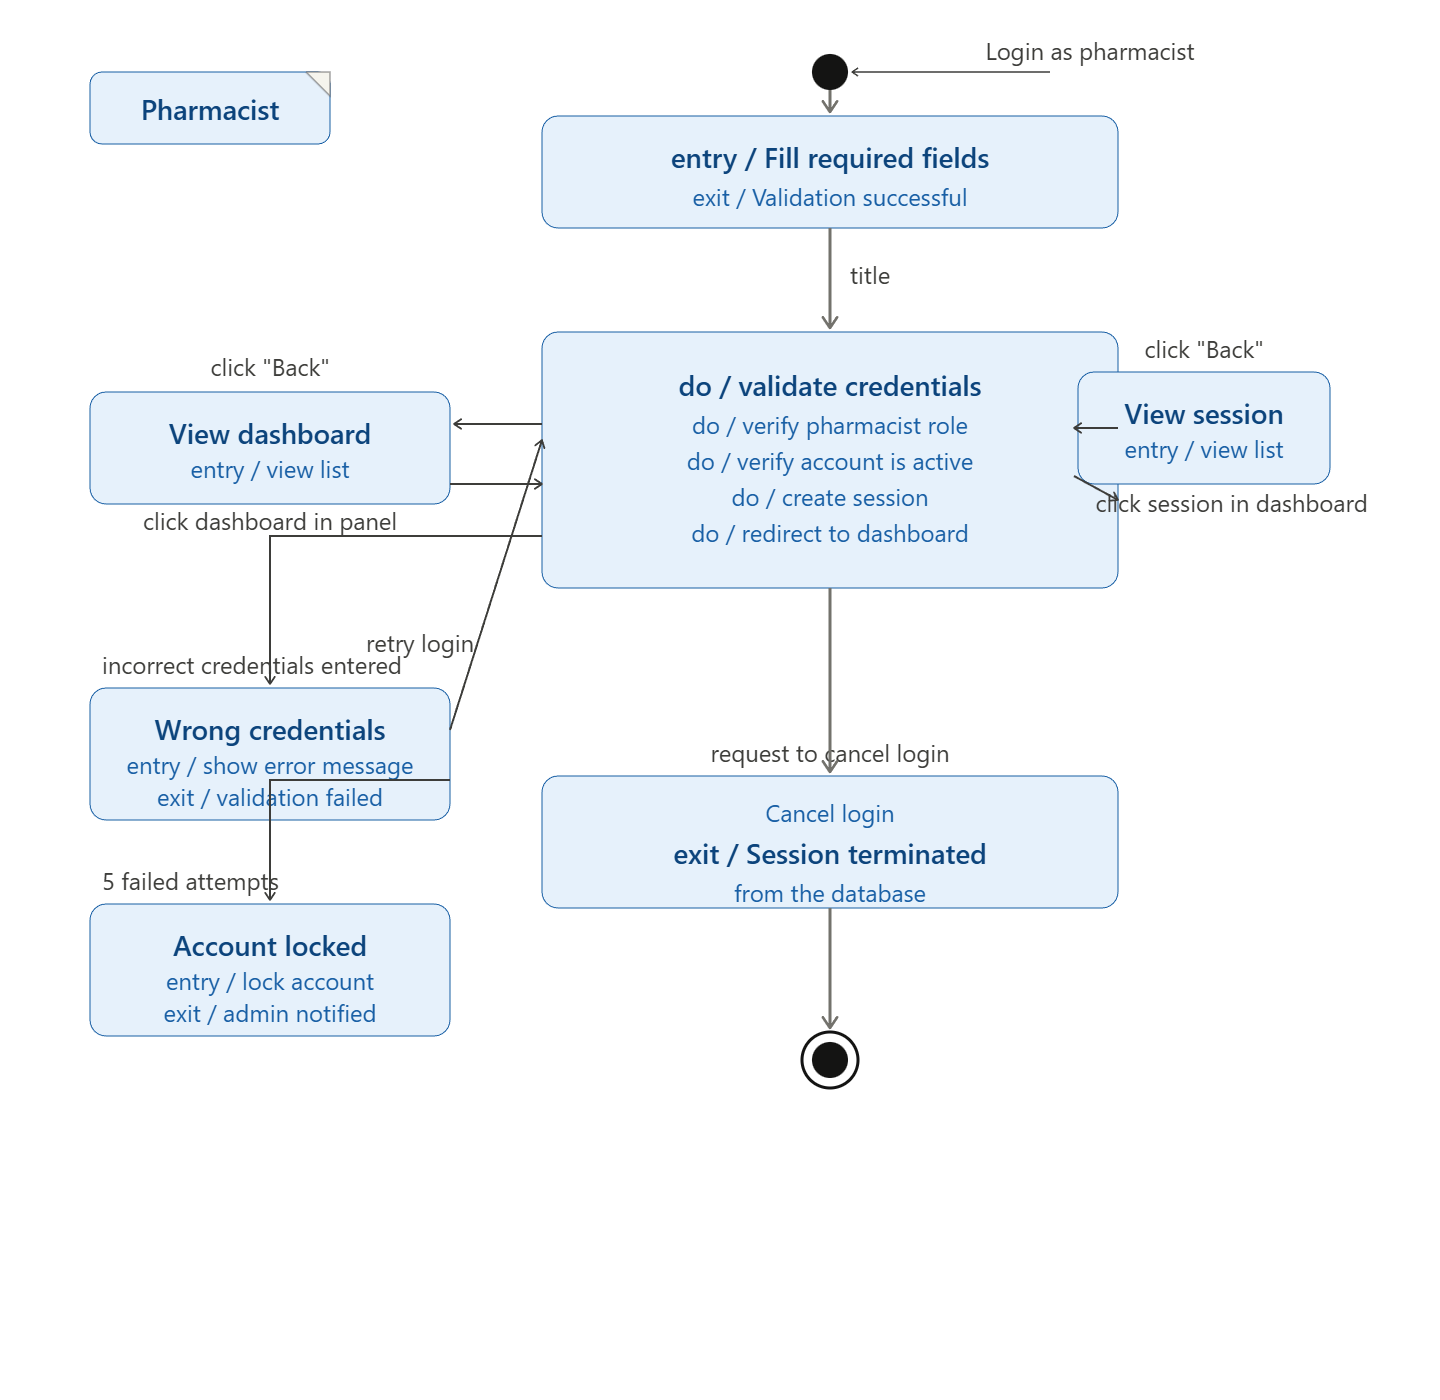 Login as pharmacist
Pharmacist
entry / Fill required fields
exit / Validation successful
title
click "Back"
View dashboard
entry / view list
click dashboard in panel
do / validate credentials
do / verify pharmacist role
do / verify account is active
do / create session
do / redirect to dashboard
click "Back"
View session
entry / view list
click session in dashboard
retry login
incorrect credentials entered
Wrong credentials
entry / show error message
exit / validation failed
request to cancel login
Cancel login
exit / Session terminated
from the database
5 failed attempts
Account locked
entry / lock account
exit / admin notified